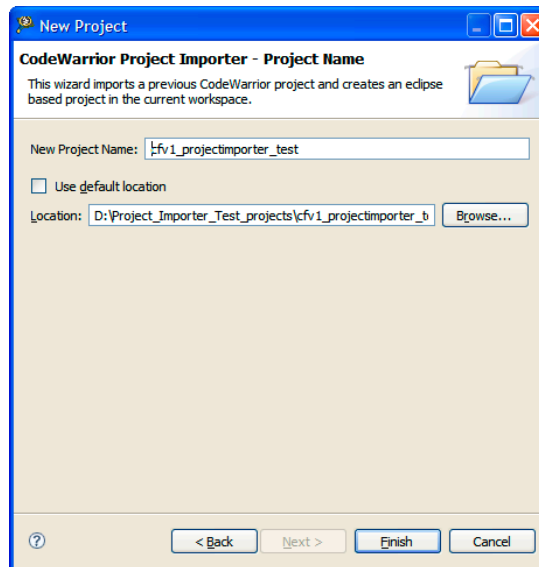 New Project
CodeWarrior Project Importer - Project Name
This wizard imports a previous CodeWarrior project and creates an eclipse
based project in the current workspace.
New Project Name: cfv1_projectimporter_test
Use default location
Location: D:\Project_Importer_Test_projects\cfv1_projectimporter_t Browse...
? < Back Next > Finish Cancel